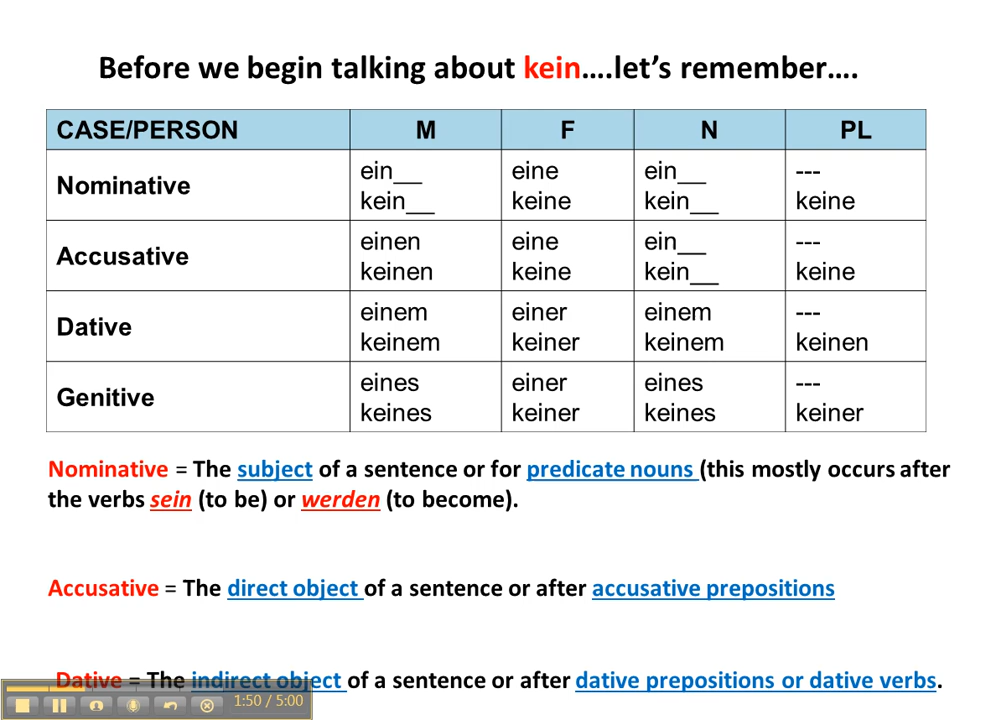 Before we begin talking about kein….let’s remember….
CASE/PERSON M F N PL
Nominative
ein__ eine ein__ ---
kein__ keine kein__ keine
Accusative
einen eine ein__ ---
keinen keine kein__ keine
Dative
einem einer einem ---
keinem keiner keinem keinen
Genitive
eines einer eines ---
keines keiner keines keiner
Nominative = The subject of a sentence or for predicate nouns (this mostly occurs after
the verbs sein (to be) or werden (to become).
Accusative = The direct object of a sentence or after accusative prepositions
Dative = The indirect object of a sentence or after dative prepositions or dative verbs.
1:50 / 5:00